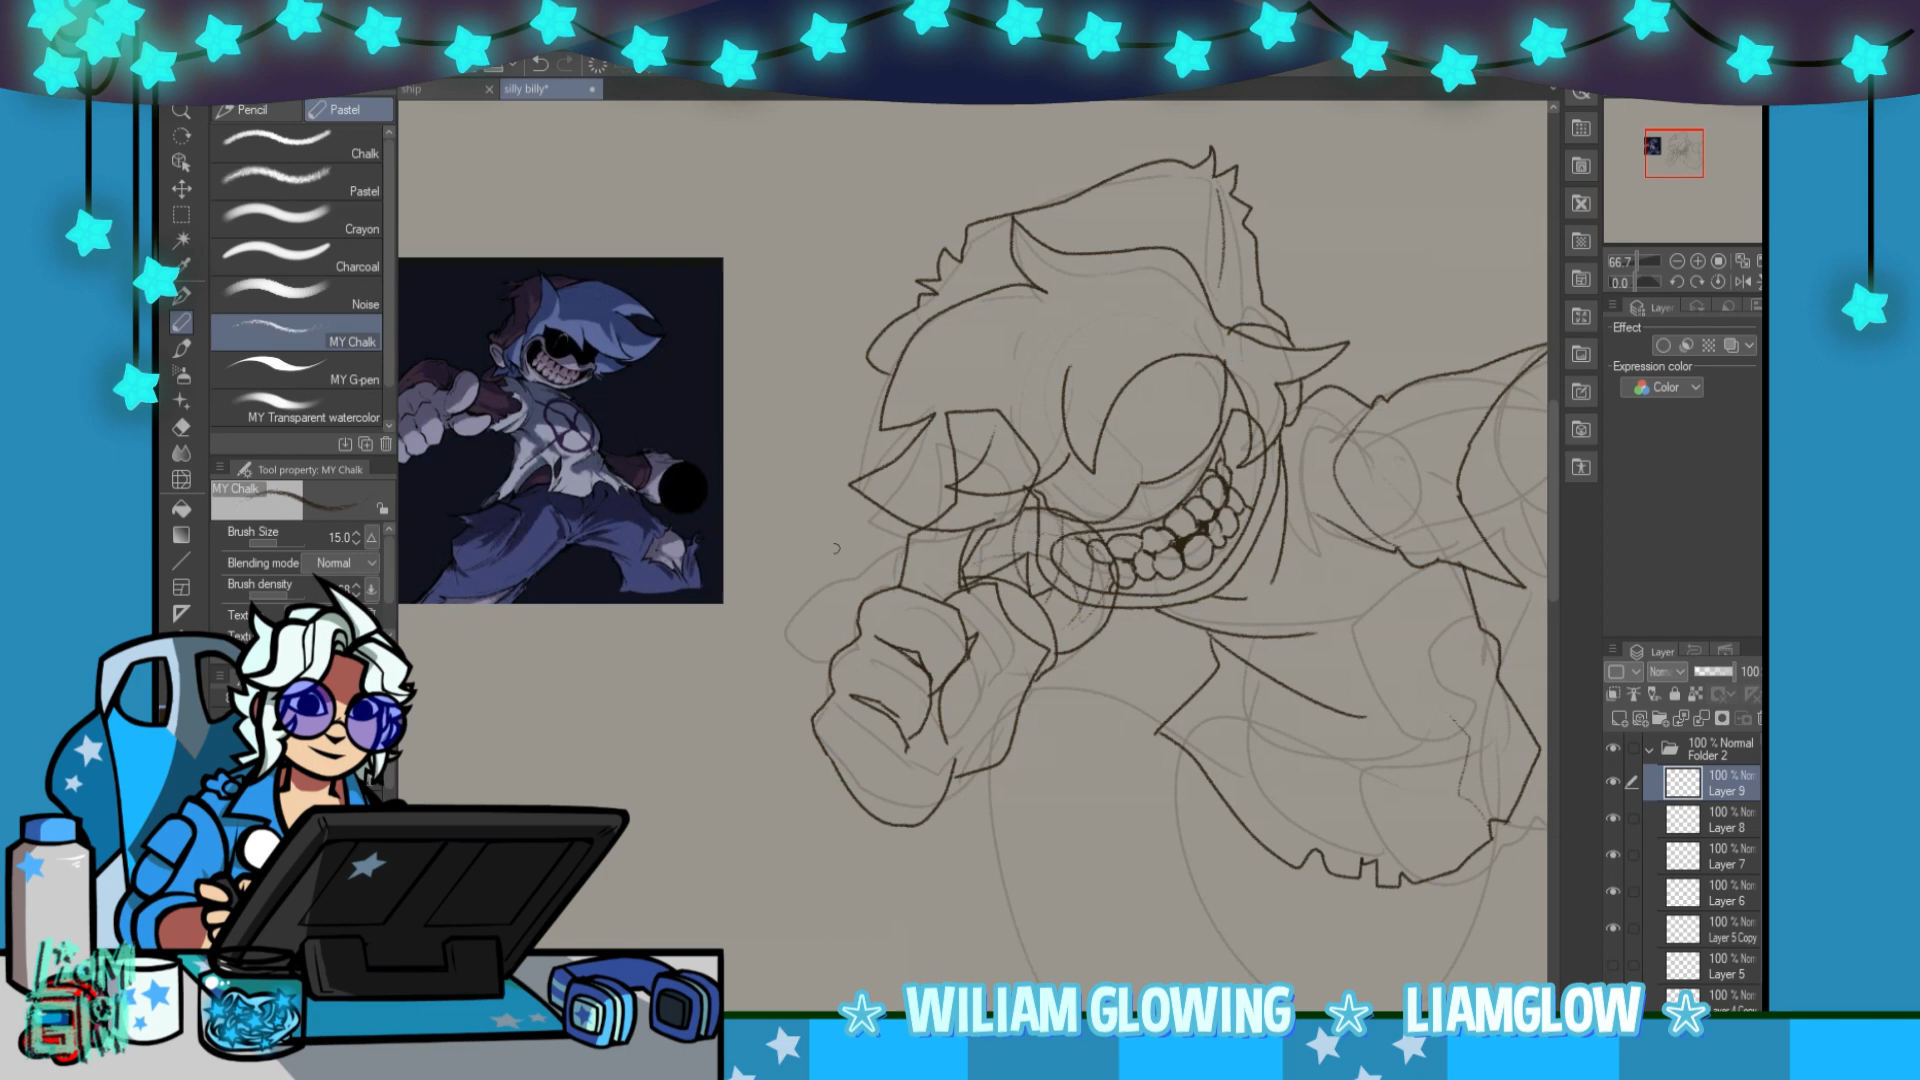 ship
silly billy*
Pencil
Pastel
Chalk
Pastel
Crayon
Charcoal
Noise
MY Chalk
MY G-pen
MY Transparent watercolor
Tool property: MY Chalk
MY Chalk
Brush Size
15.0
Blending mode
Normal
Brush density
66.7
0.0
Layer
Effect
Expression color
Color
Layer
100
100 % Normal
Folder 2
Layer 9
Layer 8
Layer 7
Layer 6
Layer 5 Copy
Layer 5
WILIAM GLOWING
LIAMGLOW